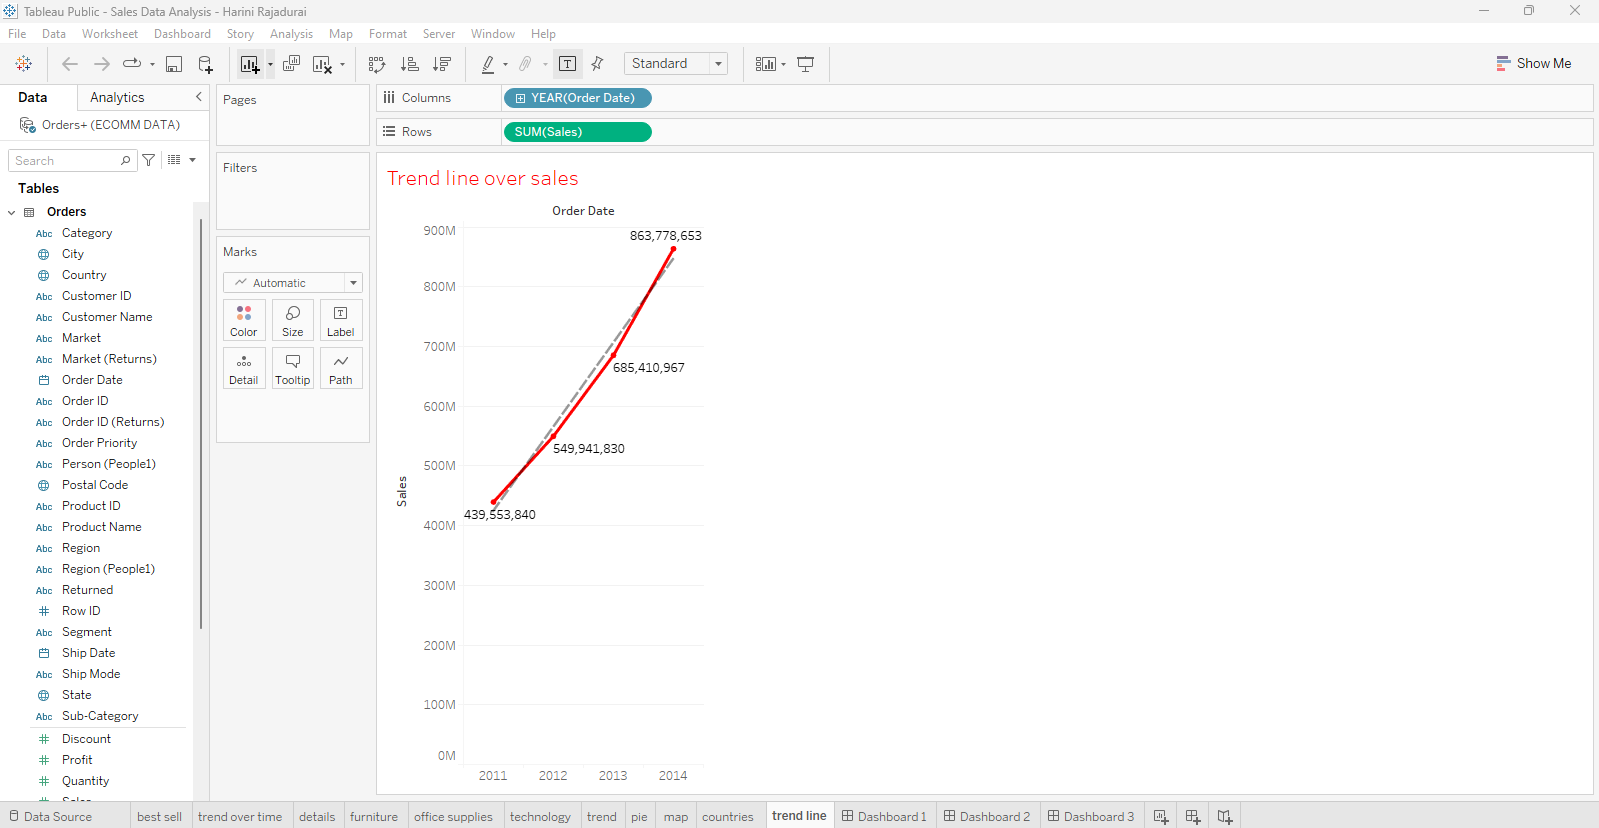 Tableau Public - Sales Data Analysis - Harini Rajadurai
File Data Worksheet Dashboard Story Analysis Map Format Server Window Help
Standard
Show Me
Data Analytics
Orders+ (ECOMM DATA)
Search
Tables
Orders
Abc Category
City
Country
Abc Customer ID
Abc Customer Name
Abc Market
Abc Market (Returns)
Order Date
Abc Order ID
Abc Order ID (Returns)
Abc Order Priority
Abc Person (People1)
Postal Code
Abc Product ID
Abc Product Name
Abc Region
Abc Region (People1)
Abc Returned
Row ID
Abc Segment
Ship Date
Abc Ship Mode
State
Abc Sub-Category
Discount
Profit
Quantity
Pages
Filters
Marks
Automatic
Color Size Label
Detail Tooltip Path
Columns YEAR(Order Date)
Rows SUM(Sales)
Trend line over sales
Order Date
900M
800M
700M
600M
500M
400M
300M
200M
100M
0M
Sales
863,778,653
685,410,967
549,941,830
439,553,840
2011 2012 2013 2014
Data Source best sell trend over time details furniture office supplies technology trend pie map countries trend line Dashboard 1 Dashboard 2 Dashboard 3